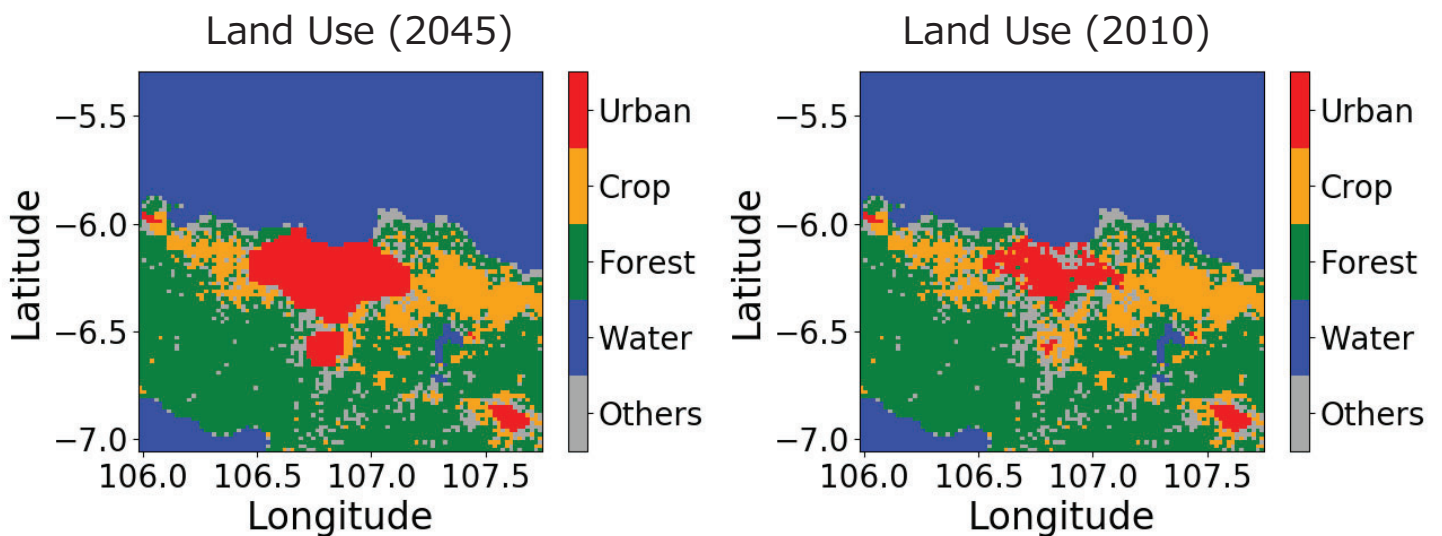 Land Use (2045)
Latitude
−5.5
−6.0
−6.5
−7.0
106.0 106.5 107.0 107.5
Longitude
Urban
Crop
Forest
Water
Others
Land Use (2010)
Latitude
−5.5
−6.0
−6.5
−7.0
106.0 106.5 107.0 107.5
Longitude
Urban
Crop
Forest
Water
Others